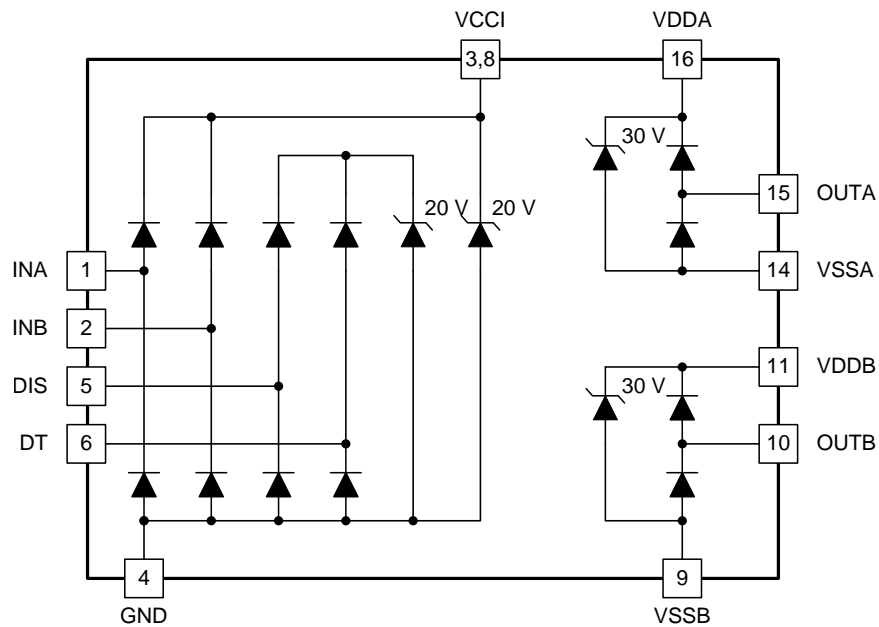 VCCI
VDDA
3,8
16
30 V
15
OUTA
20 V
20 V
INA
1
14
VSSA
INB
2
11
VDDB
DIS
5
30 V
DT
6
10
OUTB
4
9
GND
VSSB